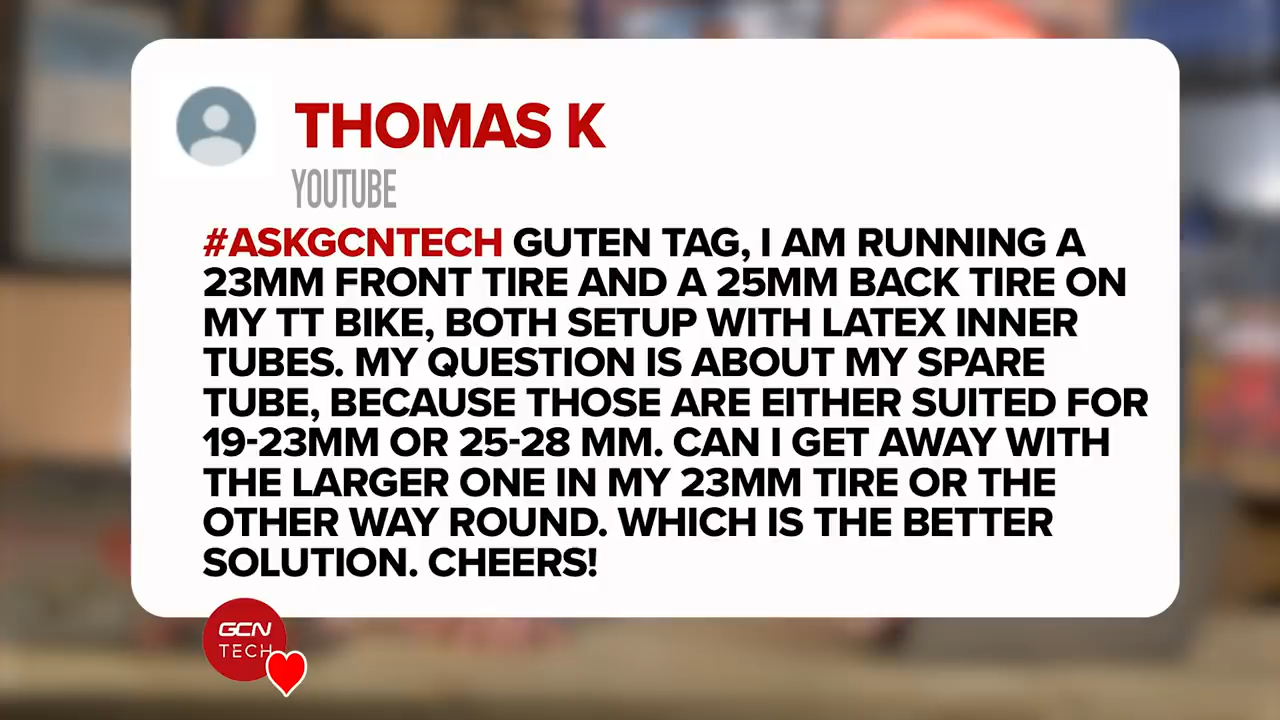 THOMAS K
YOUTUBE
#ASKGCNTECH GUTEN TAG, I AM RUNNING A
23MM FRONT TIRE AND A 25MM BACK TIRE ON
MY TT BIKE, BOTH SETUP WITH LATEX INNER
TUBES. MY QUESTION IS ABOUT MY SPARE
TUBE, BECAUSE THOSE ARE EITHER SUITED FOR
19-23MM OR 25-28 MM. CAN I GET AWAY WITH
THE LARGER ONE IN MY 23MM TIRE OR THE
OTHER WAY ROUND. WHICH IS THE BETTER
SOLUTION. CHEERS!
GCN
TECH